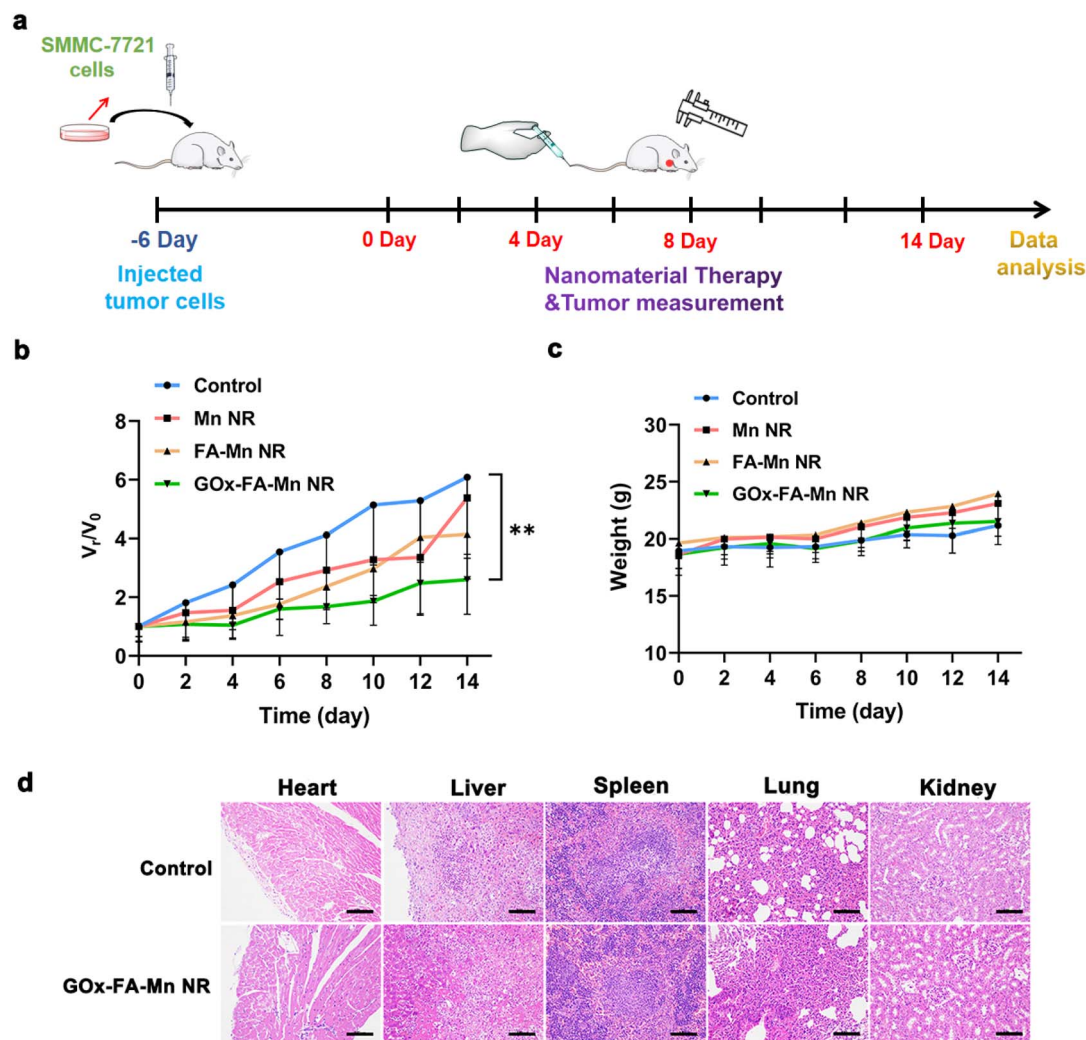 a
SMMC-7721
cells
-6 Day
0 Day
4 Day
8 Day
14 Day
Data
analysis
Injected
tumor cells
Nanomaterial Therapy
&Tumor measurement
b
Control
Mn NR
FA-Mn NR
GOx-FA-Mn NR
8
6
4
2
0
Vr/V0
**
0 2 4 6 8 10 12 14
Time (day)
c
Control
Mn NR
FA-Mn NR
GOx-FA-Mn NR
30
25
20
15
10
Weight (g)
0 2 4 6 8 10 12 14
Time (day)
d
Heart Liver Spleen Lung Kidney
Control
GOx-FA-Mn NR